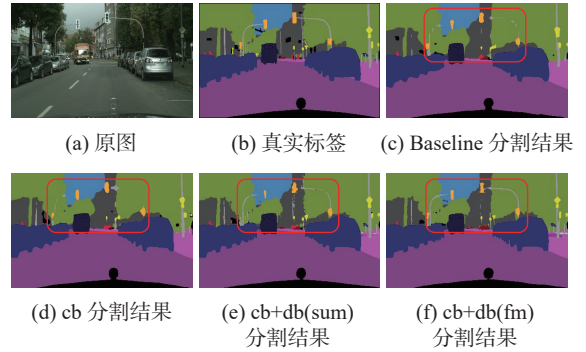 (a) 原图
(b) 真实标签
(c) Baseline 分割结果
(d) cb 分割结果
(e) cb+db(sum)
分割结果
(f) cb+db(fm)
分割结果